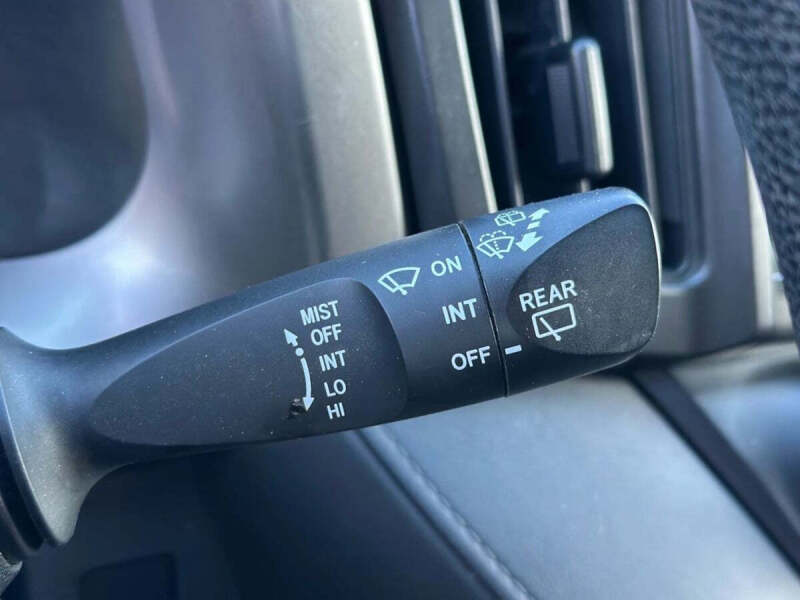 MIST
OFF
INT
LO
HI
ON
INT
OFF
REAR